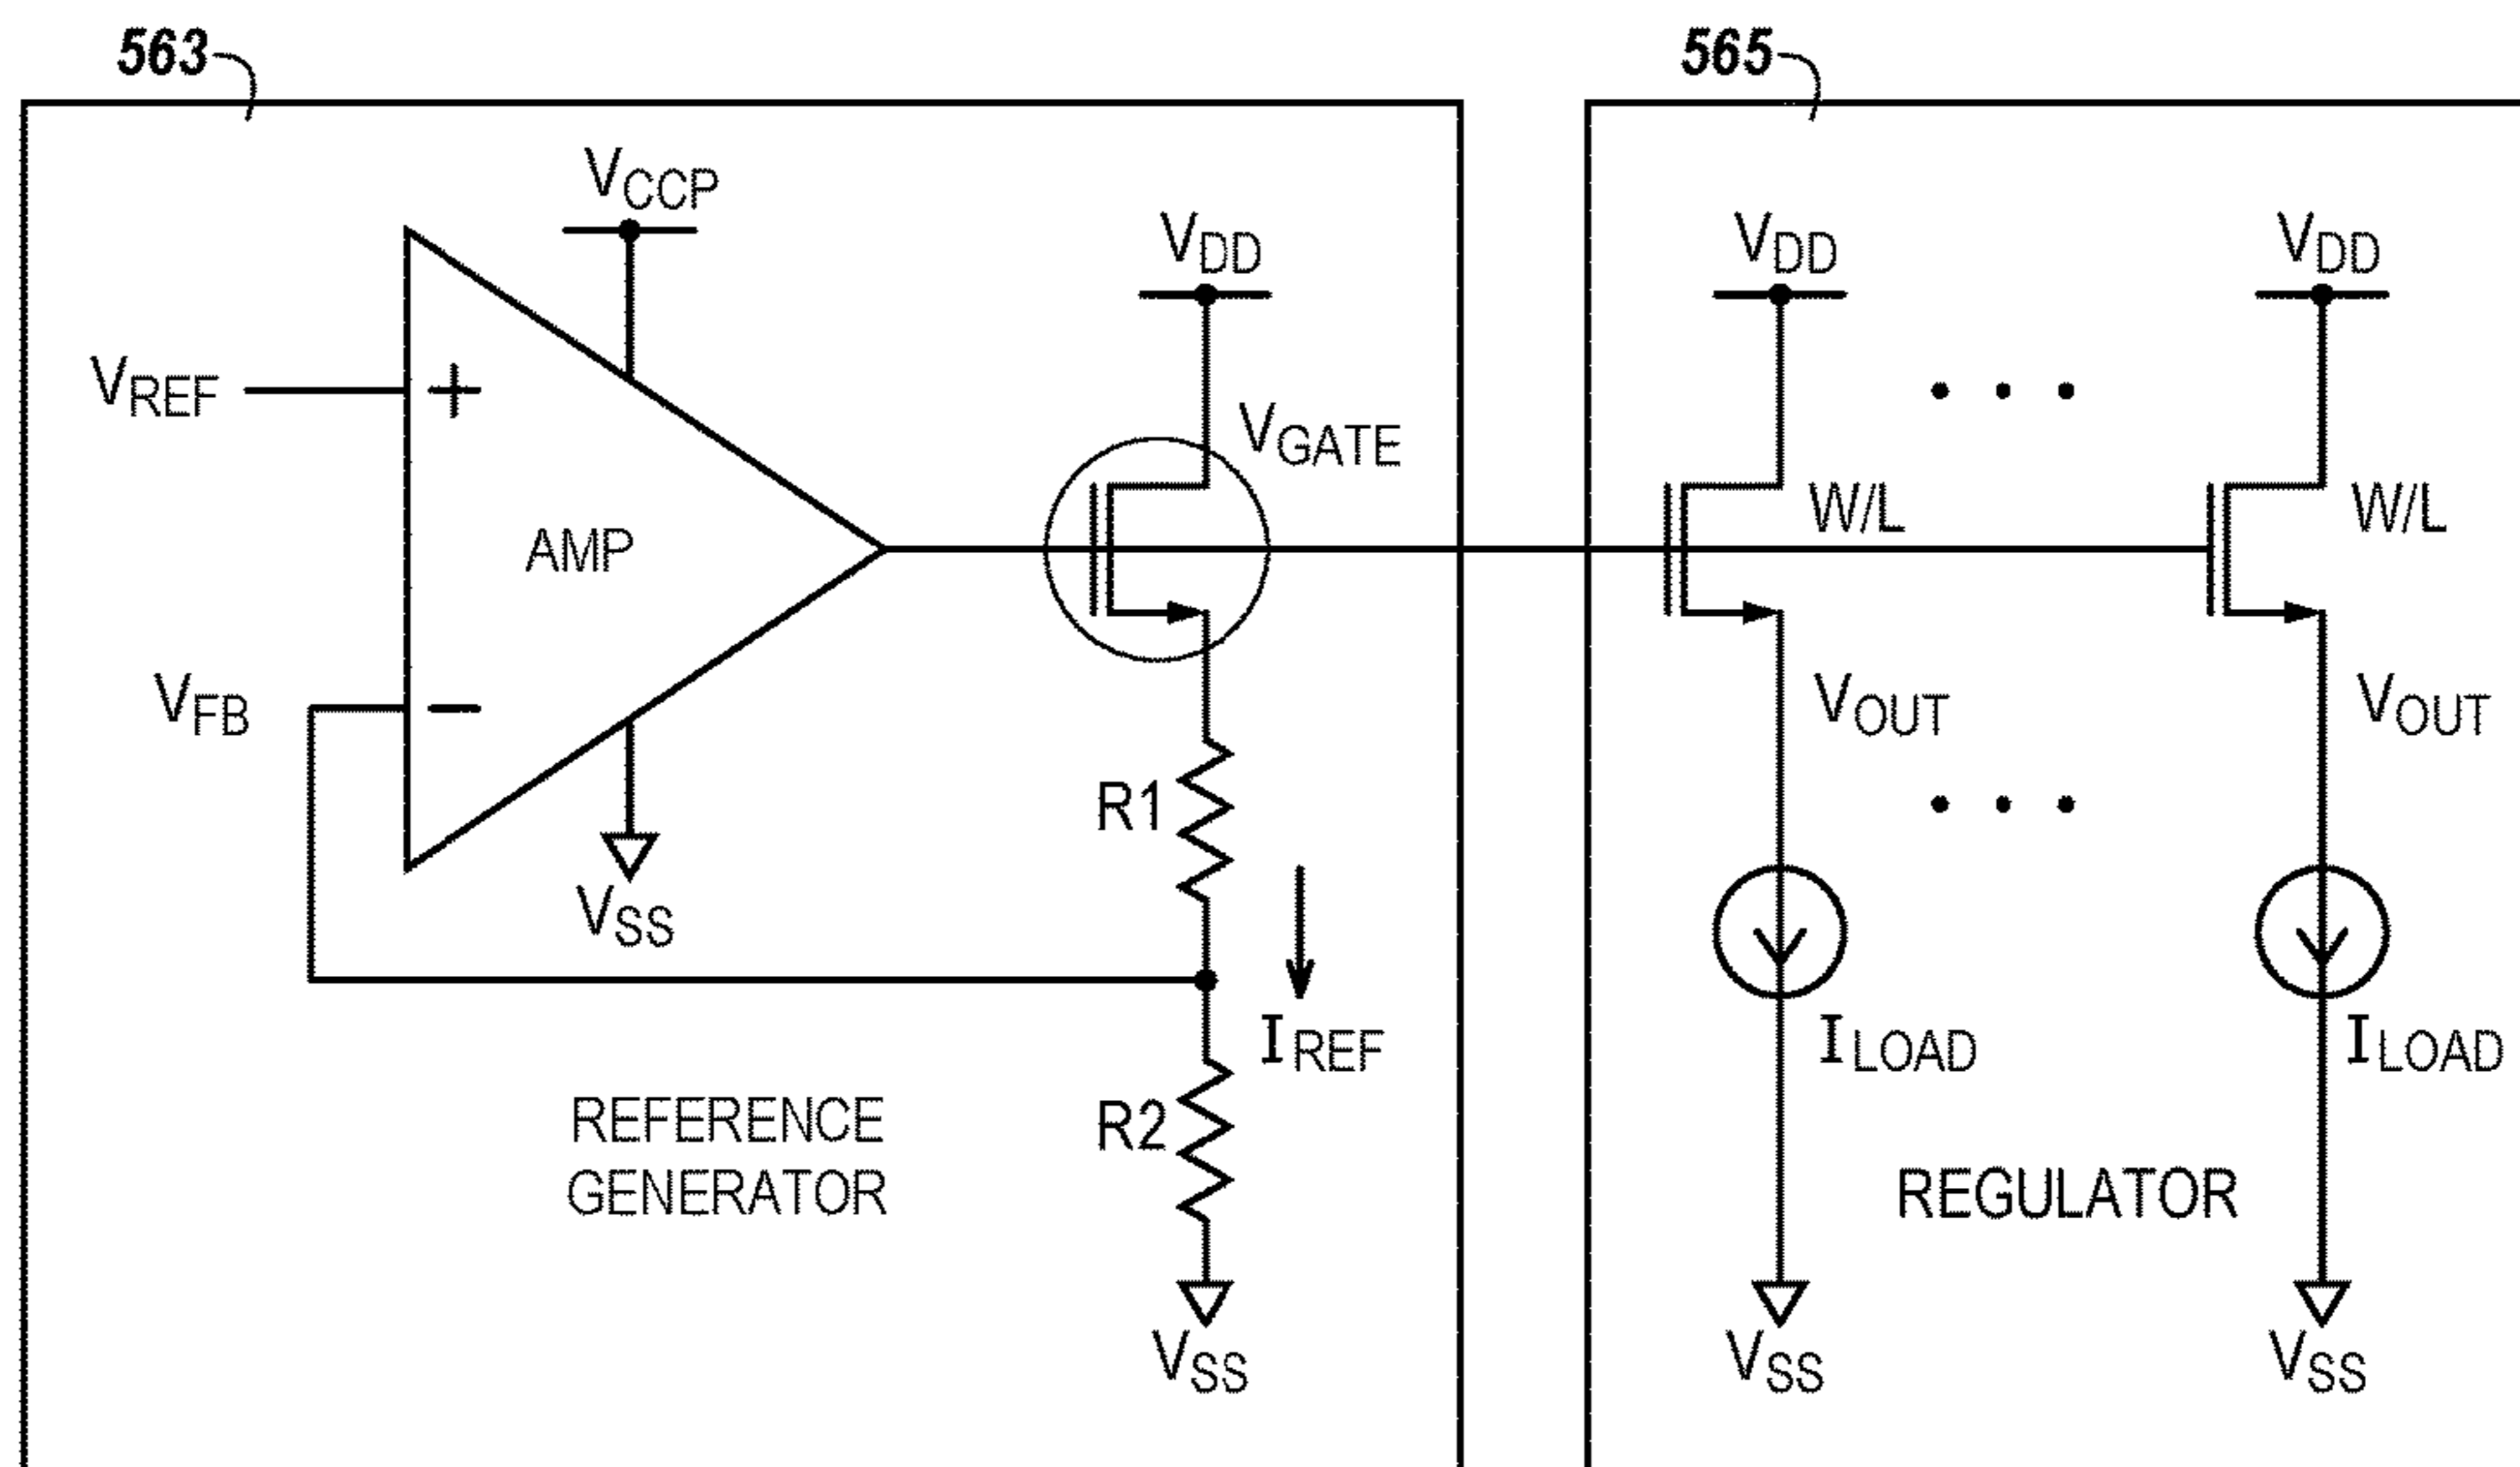 563
565
VCCP
VDD
VDD
VDD
VREF
+
VGATE
W/L
W/L
AMP
VFB
−
VOUT
VOUT
R1
VSS
IREF
ILOAD
ILOAD
R2
REFERENCE
GENERATOR
REGULATOR
VSS
VSS
VSS